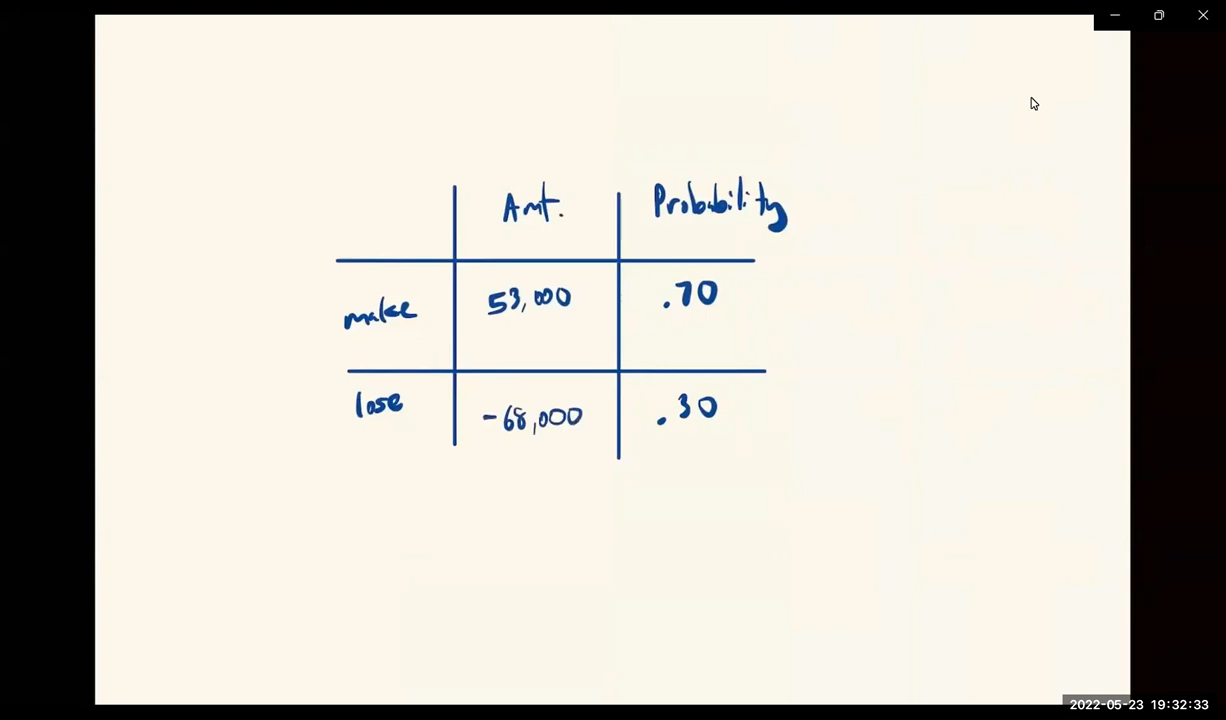 Amt. Probability
make 53,000 .70
lose -68,000 .30
2022-05-23 19:32:33